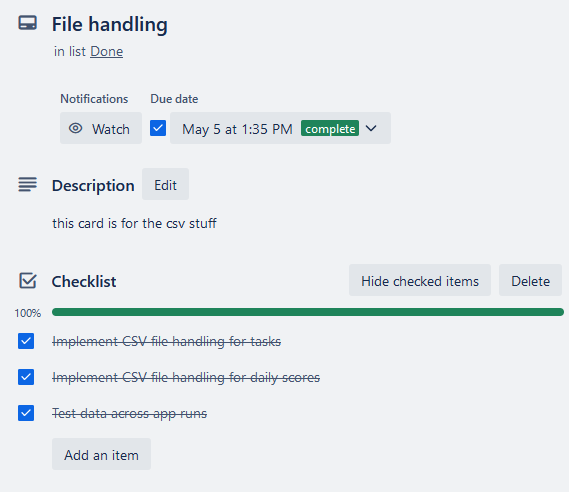 File handling
in list Done
Notifications Due date
Watch May 5 at 1:35 PM complete
Description Edit
this card is for the csv stuff
Checklist Hide checked items Delete
100%
Implement CSV file handling for tasks
Implement CSV file handling for daily scores
Test data across app runs
Add an item